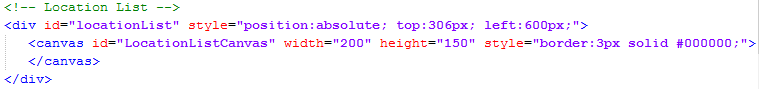 <!-- Location List -->
<div id="locationList" style="position:absolute; top:306px; left:600px;">
<canvas id="LocationListCanvas" width="200" height="150" style="border:3px solid #000000;">
</canvas>
</div>